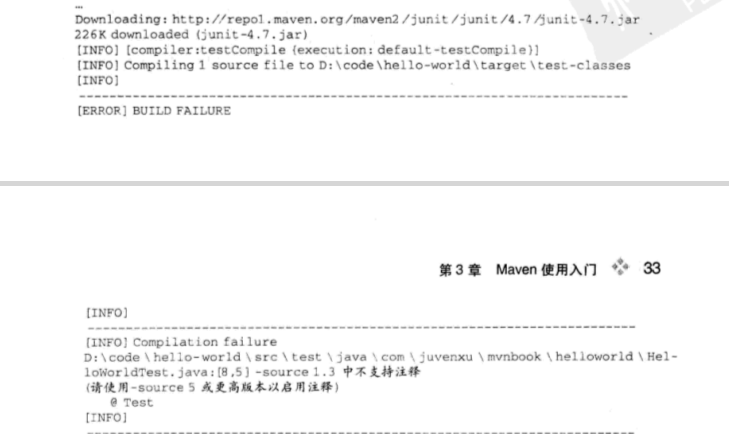 …
Downloading: http://repo1.maven.org/maven2/junit/junit/4.7/junit-4.7.jar
226K downloaded (junit-4.7.jar)
[INFO] [compiler:testCompile {execution: default-testCompile}]
[INFO] Compiling 1 source file to D:\code\hello-world\target\test-classes
[INFO]
------------------------------------------------------------------------
[ERROR] BUILD FAILURE
第3章 Maven 使用入门 33
[INFO]
------------------------------------------------------------------------
[INFO] Compilation failure
D:\code\hello-world\src\test\java\com\juvenxu\mvnbook\helloworld\Hel-
loWorldTest.java:[8,5] -source 1.3 中不支持注释
(请使用-source 5 或更高版本以启用注释)
@ Test
[INFO]
------------------------------------------------------------------------